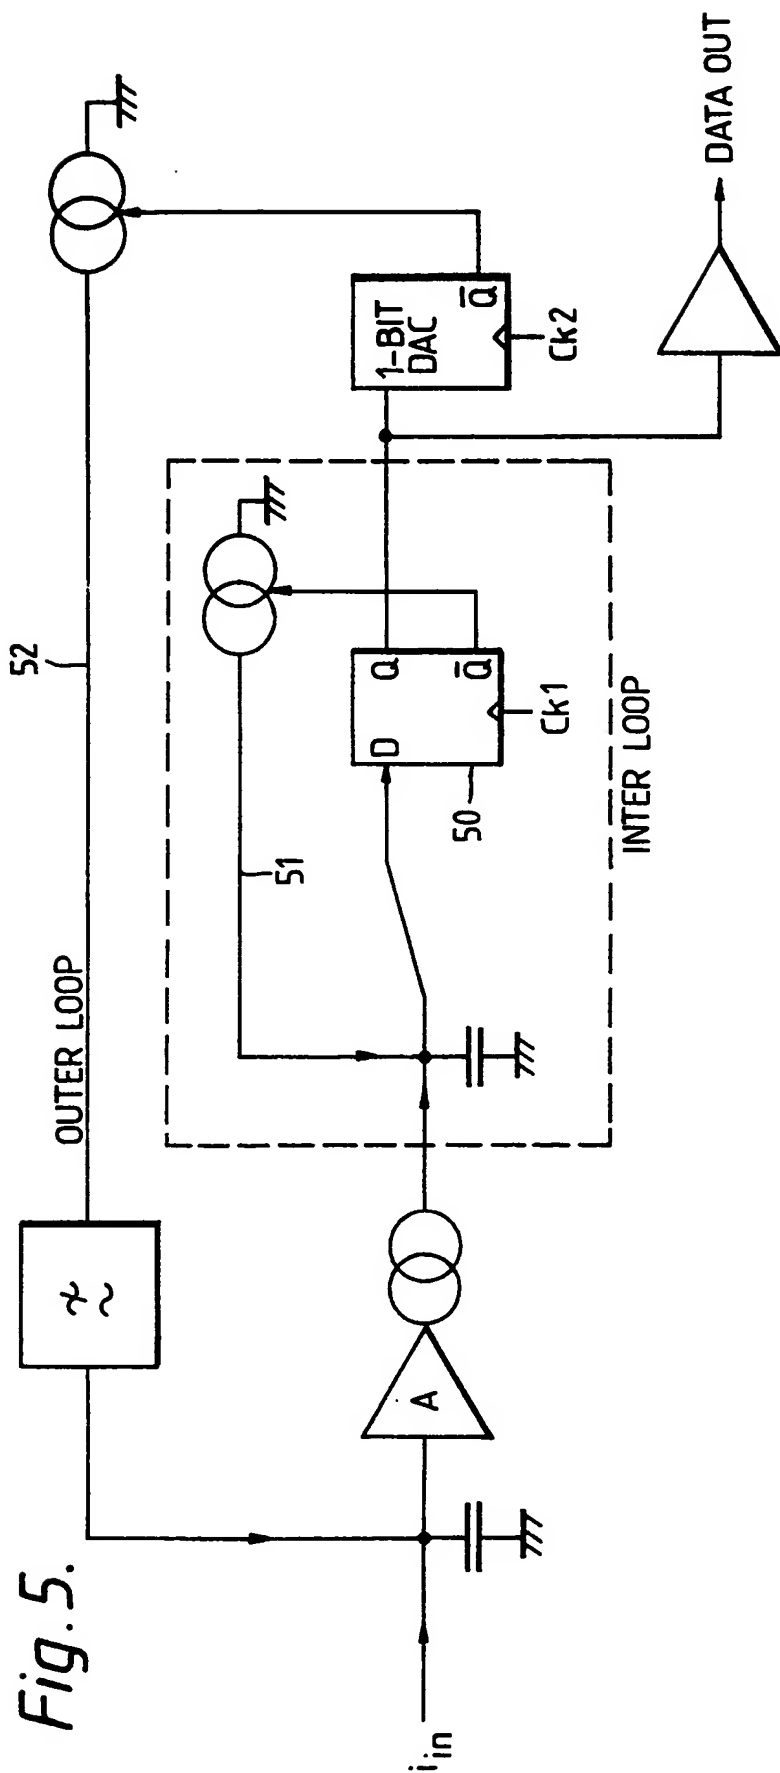 Fig. 5.
OUTER LOOP
52
51
i_in
A
D
Q
Q̅
50
Ck1
INTER LOOP
1-BIT
DAC
Q̅
Ck2
DATA OUT